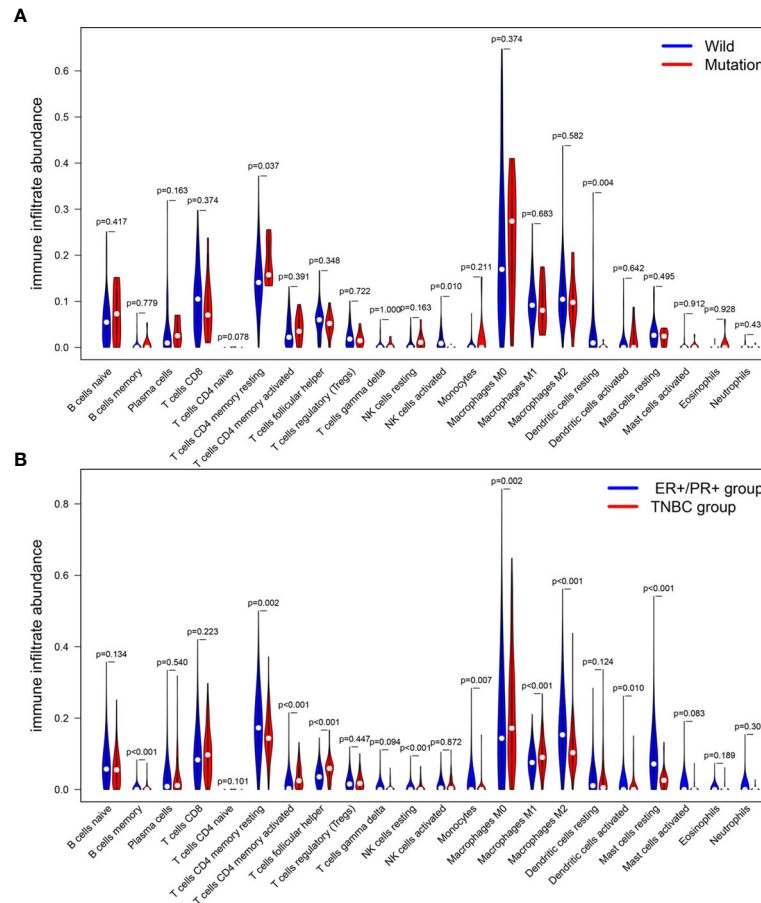 A
Wild
Mutation
immune infiltrate abundance
0.6
0.5
0.4
0.3
0.2
0.1
0.0
p=0.417
p=0.779
p=0.163
p=0.374
p=0.078
p=0.037
p=0.391
p=0.348
p=0.722
p=1.000
p=0.163
p=0.010
p=0.211
p=0.374
p=0.683
p=0.582
p=0.004
p=0.642
p=0.495
p=0.912
p=0.928
p=0.43
B cells naive
B cells memory
Plasma cells
T cells CD8
T cells CD4 naive
T cells CD4 memory resting
T cells CD4 memory activated
T cells follicular helper
T cells regulatory (Tregs)
T cells gamma delta
NK cells resting
NK cells activated
Monocytes
Macrophages M0
Macrophages M1
Macrophages M2
Dendritic cells resting
Dendritic cells activated
Mast cells resting
Mast cells activated
Eosinophils
Neutrophils
B
ER+/PR+ group
TNBC group
immune infiltrate abundance
0.8
0.6
0.4
0.2
0.0
p=0.134
p<0.001
p=0.540
p=0.223
p=0.101
p=0.002
p<0.001
p<0.001
p=0.447
p=0.094
p<0.001
p=0.872
p=0.007
p=0.002
p<0.001
p<0.001
p=0.124
p=0.010
p<0.001
p=0.083
p=0.189
p=0.30
B cells naive
B cells memory
Plasma cells
T cells CD8
T cells CD4 naive
T cells CD4 memory resting
T cells CD4 memory activated
T cells follicular helper
T cells regulatory (Tregs)
T cells gamma delta
NK cells resting
NK cells activated
Monocytes
Macrophages M0
Macrophages M1
Macrophages M2
Dendritic cells resting
Dendritic cells activated
Mast cells resting
Mast cells activated
Eosinophils
Neutrophils